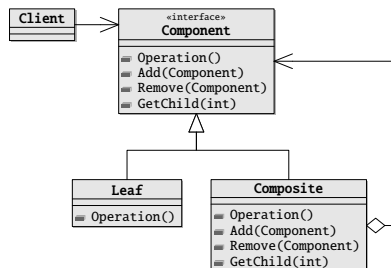 Client
«interface»
Component
Operation()
Add(Component)
Remove(Component)
GetChild(int)
Leaf
Operation()
Composite
Operation()
Add(Component)
Remove(Component)
GetChild(int)